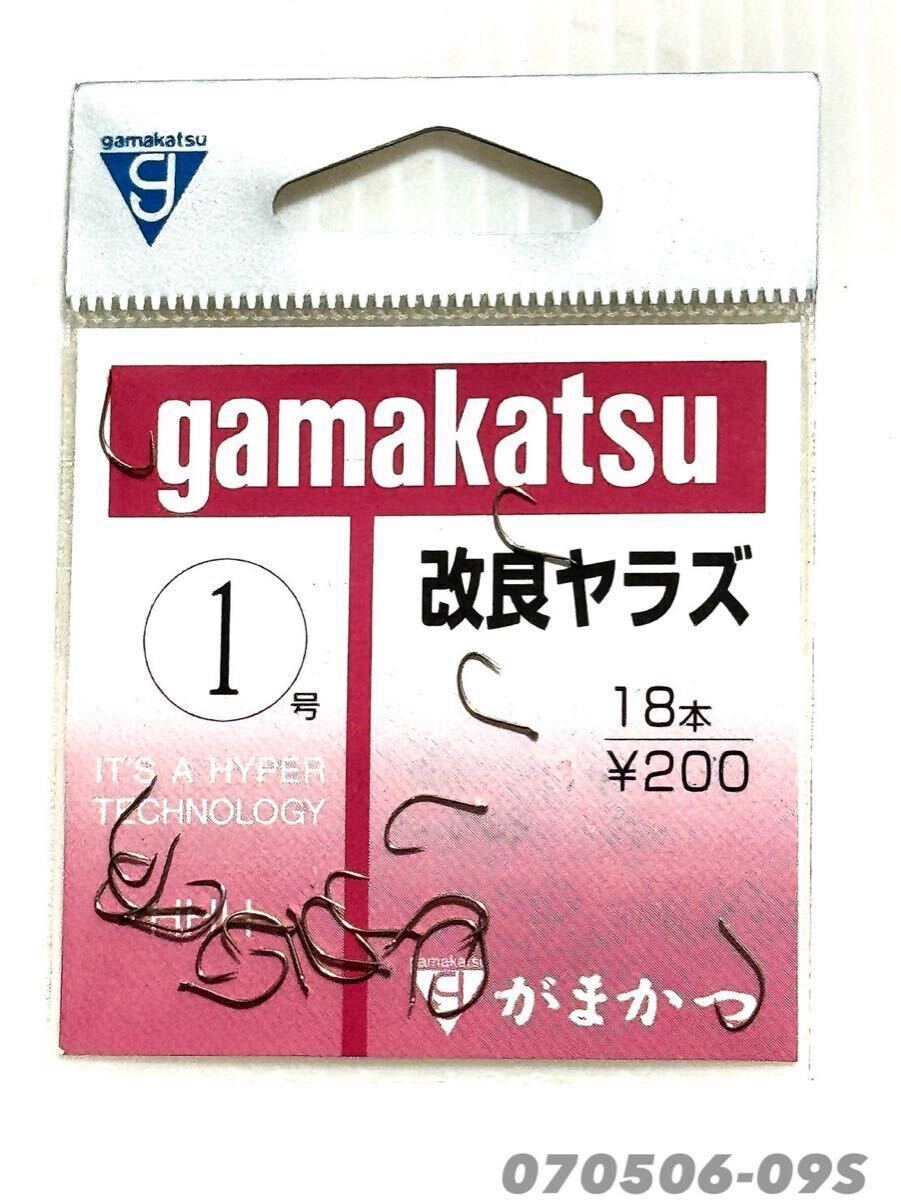 gamakatsu
g
gamakatsu
1号
改良ヤラズ
18本
¥200
IT'S A HYPER
TECHNOLOGY
gamakatsu
g
がまかつ
070506-09S